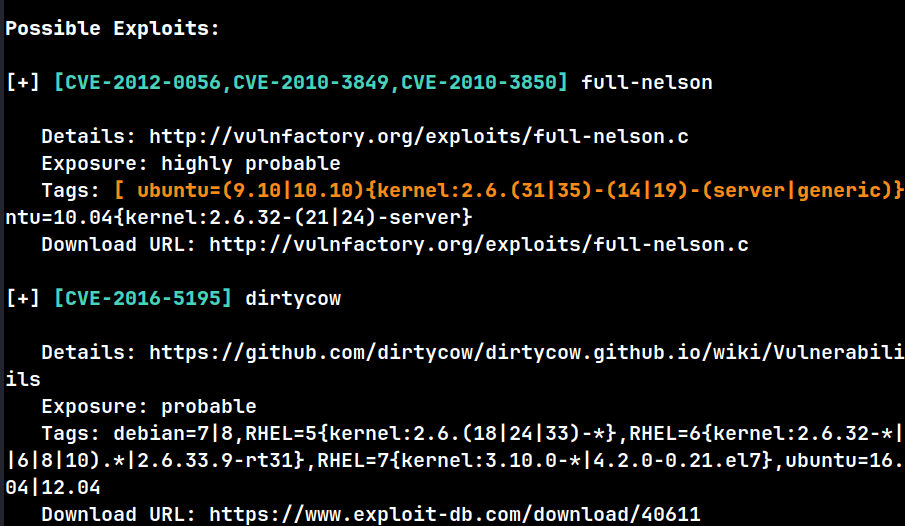 Possible Exploits:
[+] [CVE-2012-0056,CVE-2010-3849,CVE-2010-3850] full-nelson
Details: http://vulnfactory.org/exploits/full-nelson.c
Exposure: highly probable
Tags: [ ubuntu=(9.10|10.10){kernel:2.6.(31|35)-(14|19)-(server|generic)}
ntu=10.04{kernel:2.6.32-(21|24)-server}
Download URL: http://vulnfactory.org/exploits/full-nelson.c
[+] [CVE-2016-5195] dirtycow
Details: https://github.com/dirtycow/dirtycow.github.io/wiki/Vulnerabili
ils
Exposure: probable
Tags: debian=7|8,RHEL=5{kernel:2.6.(18|24|33)-*},RHEL=6{kernel:2.6.32-*|
|6|8|10).*|2.6.33.9-rt31},RHEL=7{kernel:3.10.0-*|4.2.0-0.21.el7},ubuntu=16.
04|12.04
Download URL: https://www.exploit-db.com/download/40611